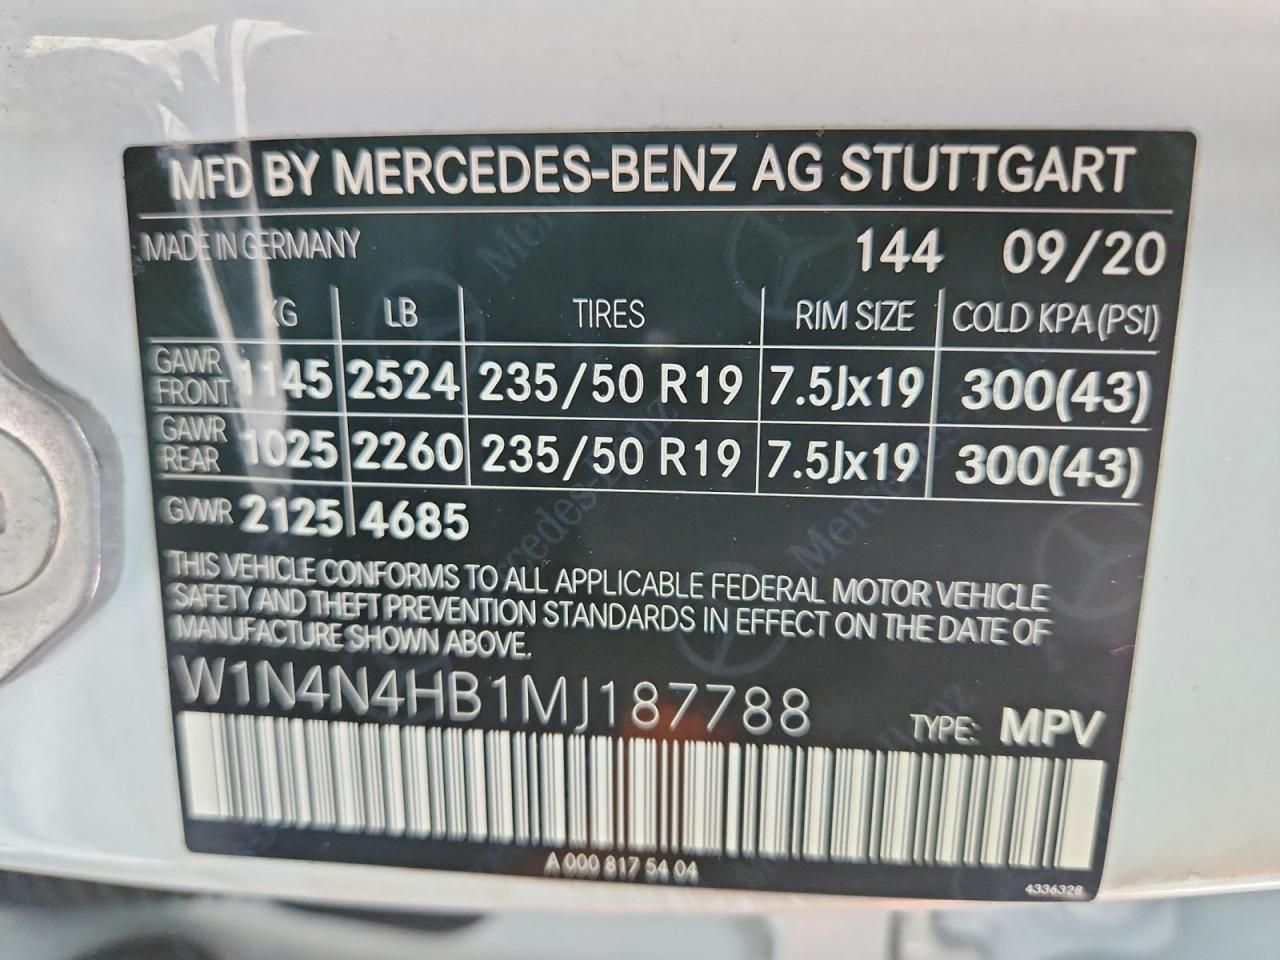 MFD BY MERCEDES-BENZ AG STUTTGART
MADE IN GERMANY 144 09/20
KG LB TIRES RIM SIZE COLD KPA (PSI)
GAWR FRONT 1145 2524 235/50 R19 7.5Jx19 300(43)
GAWR REAR 1025 2260 235/50 R19 7.5Jx19 300(43)
GVWR 2125 4685
THIS VEHICLE CONFORMS TO ALL APPLICABLE FEDERAL MOTOR VEHICLE
SAFETY AND THEFT PREVENTION STANDARDS IN EFFECT ON THE DATE OF
MANUFACTURE SHOWN ABOVE.
W1N4N4HB1MJ187788 TYPE: MPV
A 000 817 54 04
4336328